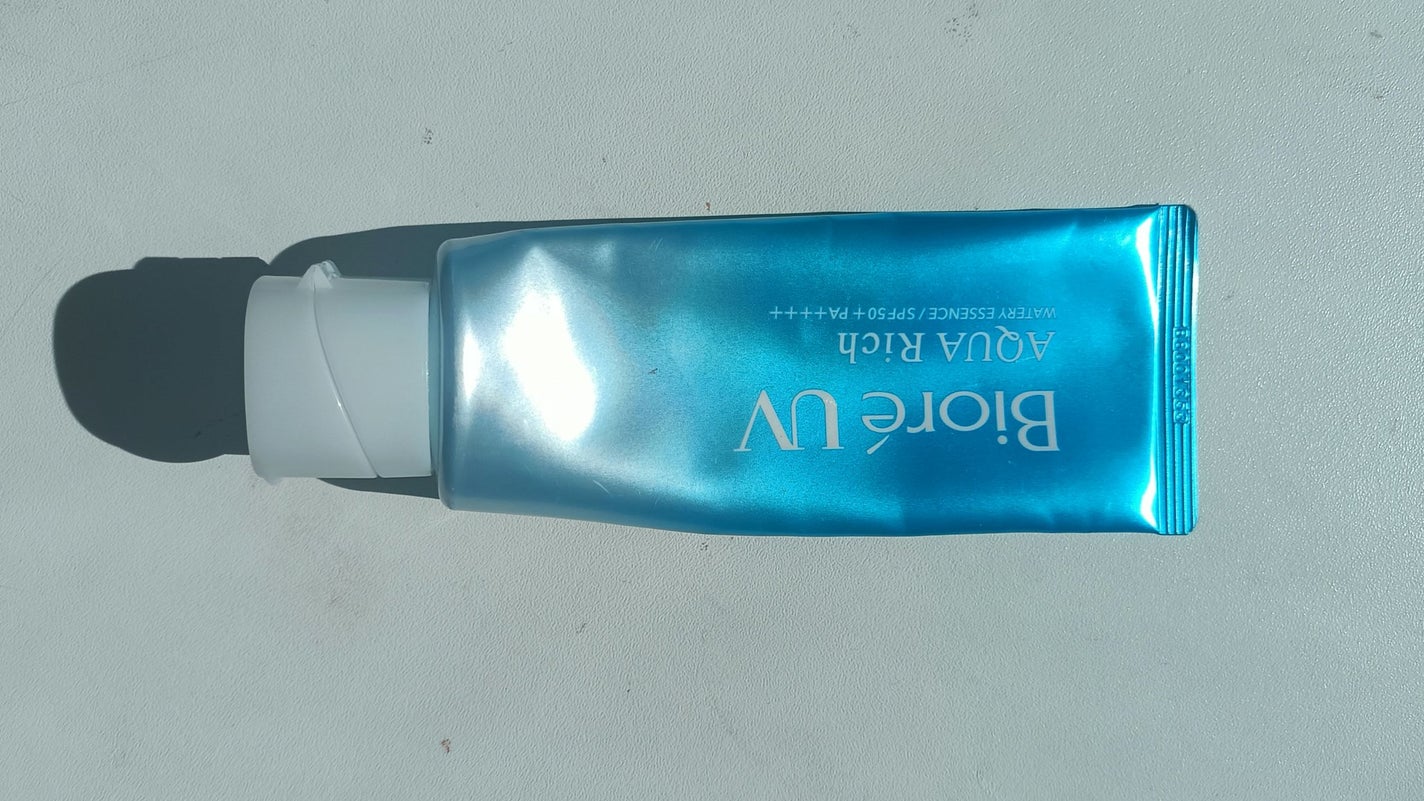 Bioré UV
AQUA Rich
WATERY ESSENCE / SPF50+ PA++++